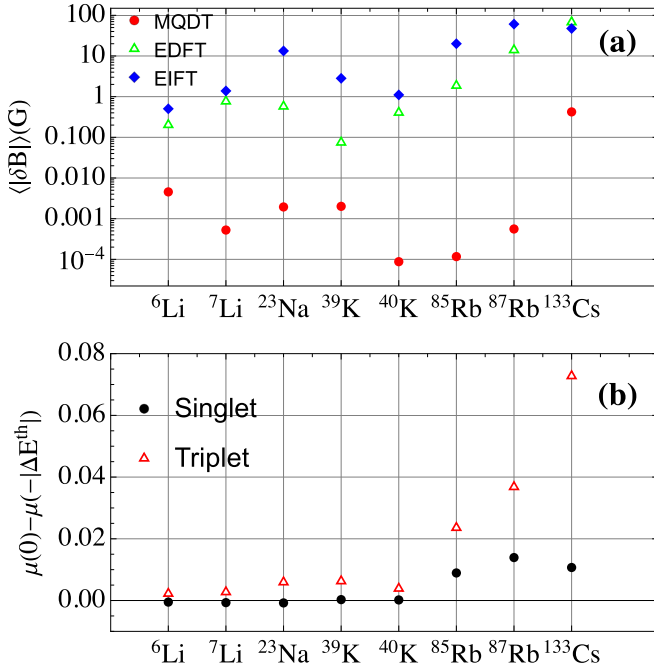 100
MQDT
(a)
10
EDFT
EIFT
1
0.100
0.010
0.001
10⁻⁴
⟨|δB|⟩(G)
⁶Li ⁷Li ²³Na ³⁹K ⁴⁰K ⁸⁵Rb ⁸⁷Rb ¹³³Cs
0.08
(b)
Singlet
0.06
Triplet
0.04
0.02
0.00
μ(0)−μ(−|ΔEᵗʰ|)
⁶Li ⁷Li ²³Na ³⁹K ⁴⁰K ⁸⁵Rb ⁸⁷Rb ¹³³Cs